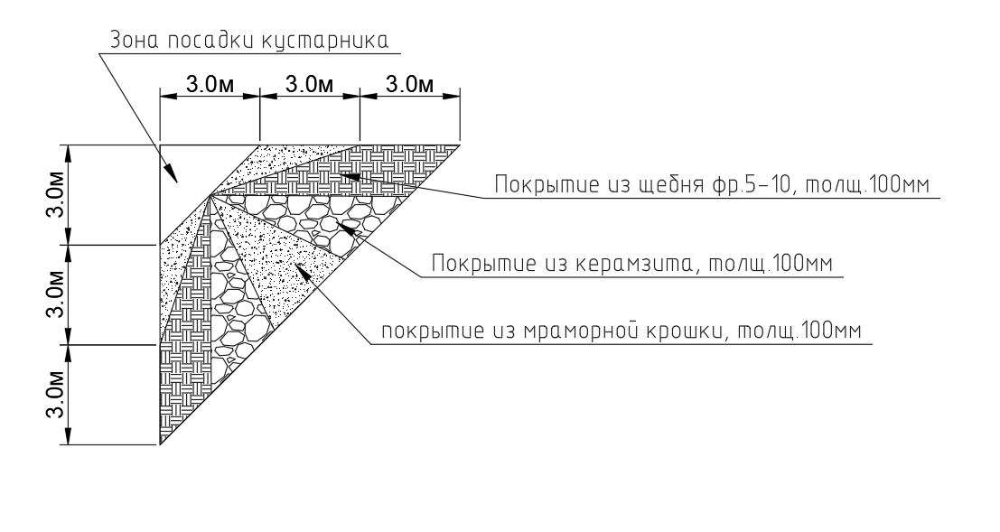 Зона посадки кустарника
3.0м 3.0м 3.0м
3.0м
Покрытие из щебня фр.5-10, толщ.100мм
Покрытие из керамзита, толщ.100мм
3.0м
покрытие из мраморной крошки, толщ.100мм
3.0м